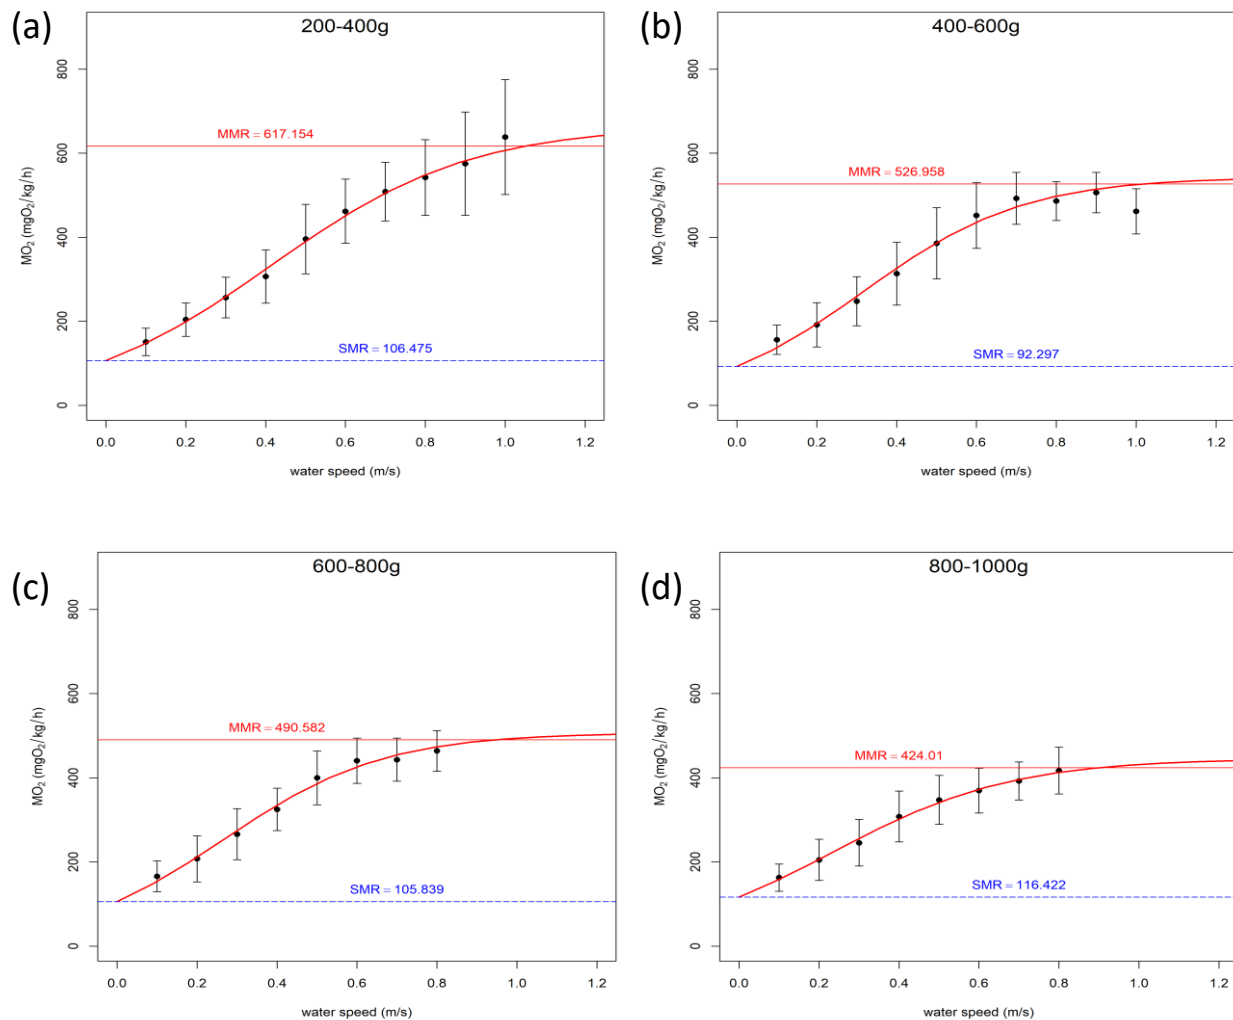 (a)
200-400g
800
600
400
200
0
MO₂ (mgO₂/kg/h)
MMR = 617.154
SMR = 106.475
0.0 0.2 0.4 0.6 0.8 1.0 1.2
water speed (m/s)
(b)
400-600g
800
600
400
200
0
MO₂ (mgO₂/kg/h)
MMR = 526.958
SMR = 92.297
0.0 0.2 0.4 0.6 0.8 1.0 1.2
water speed (m/s)
(c)
600-800g
800
600
400
200
0
MO₂ (mgO₂/kg/h)
MMR = 490.582
SMR = 105.839
0.0 0.2 0.4 0.6 0.8 1.0 1.2
water speed (m/s)
(d)
800-1000g
800
600
400
200
0
MO₂ (mgO₂/kg/h)
MMR = 424.01
SMR = 116.422
0.0 0.2 0.4 0.6 0.8 1.0 1.2
water speed (m/s)